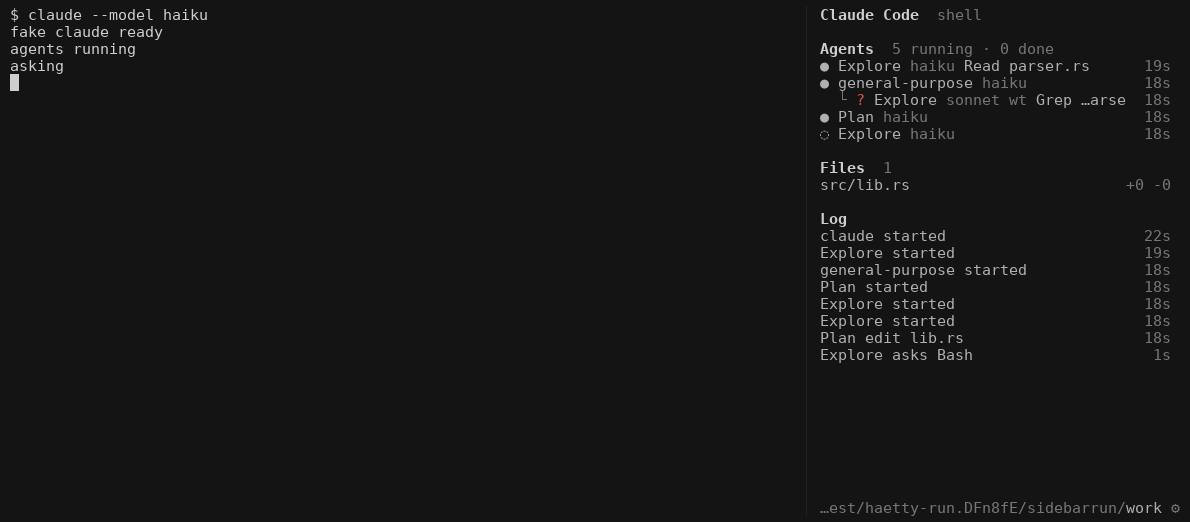 $ claude --model haiku
fake claude ready
agents running
asking
Claude Code shell
Agents 5 running · 0 done
● Explore haiku Read parser.rs 19s
● general-purpose haiku 18s
└ ? Explore sonnet wt Grep …arse 18s
● Plan haiku 18s
◌ Explore haiku 18s
Files 1
src/lib.rs +0 -0
Log
claude started 22s
Explore started 19s
general-purpose started 18s
Plan started 18s
Explore started 18s
Explore started 18s
Plan edit lib.rs 18s
Explore asks Bash 1s
…est/haetty-run.DFn8fE/sidebarrun/work ⚙